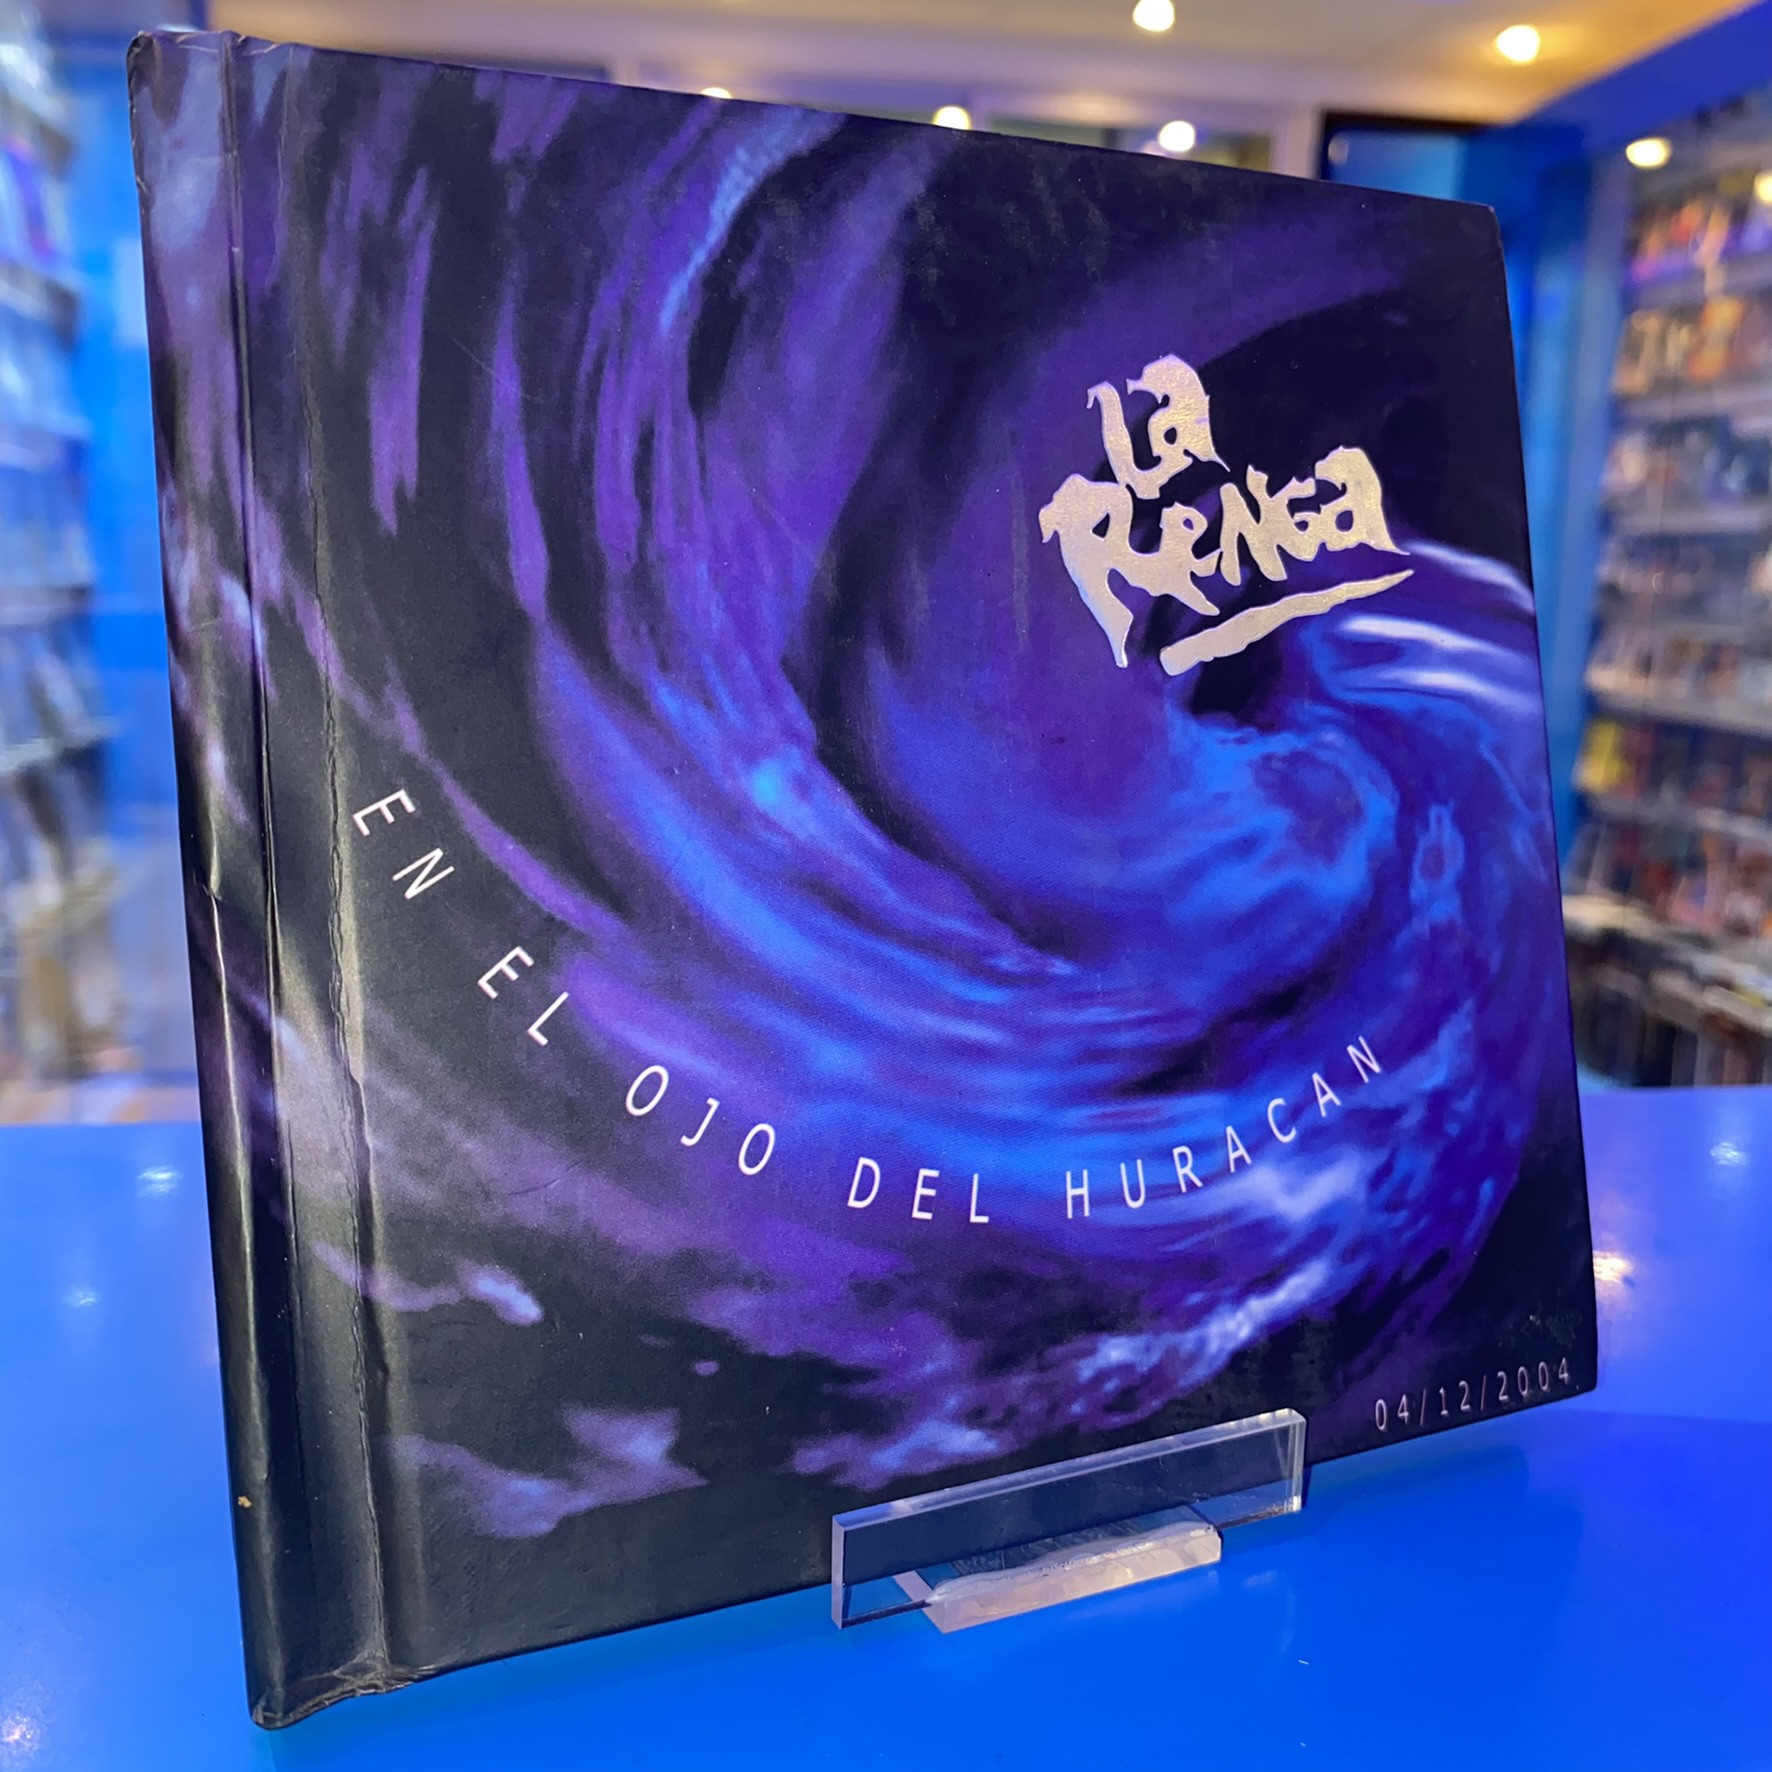 La
Renga
EN EL OJO DEL HURACAN
04/12/2004